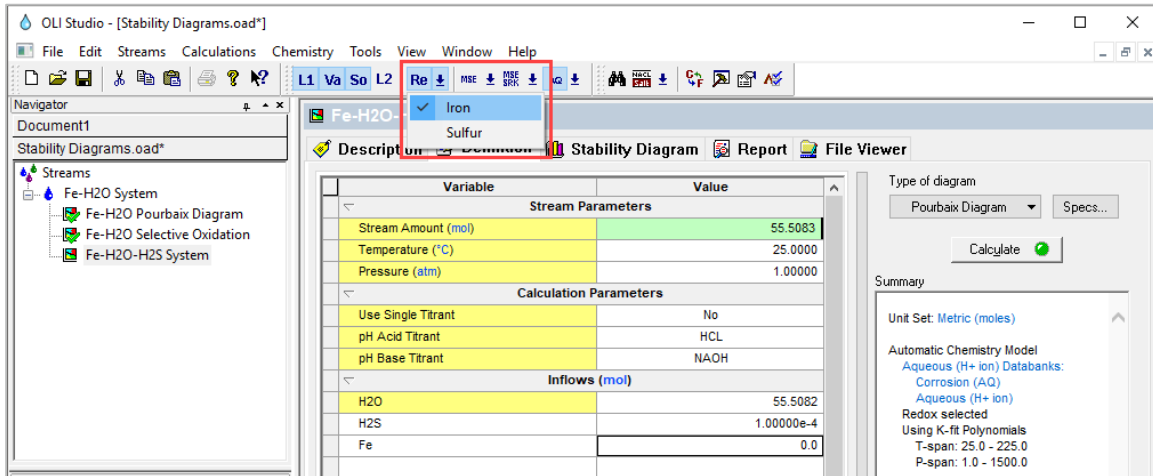 OLI Studio - [Stability Diagrams.oad*]
File Edit Streams Calculations Chemistry Tools View Window Help
L1 Va So L2 Re MSE MSE SRK AQ
Navigator
Document1
Stability Diagrams.oad*
Streams
Fe-H2O System
Fe-H2O Pourbaix Diagram
Fe-H2O Selective Oxidation
Fe-H2O-H2S System
Iron
Sulfur
Fe-H2O-
Description Definition Stability Diagram Report File Viewer
Variable Value
Stream Parameters
Stream Amount (mol) 55.5083
Temperature (°C) 25.0000
Pressure (atm) 1.00000
Calculation Parameters
Use Single Titrant No
pH Acid Titrant HCL
pH Base Titrant NAOH
Inflows (mol)
H2O 55.5082
H2S 1.00000e-4
Fe 0.0
Type of diagram
Pourbaix Diagram Specs...
Calculate
Summary
Unit Set: Metric (moles)
Automatic Chemistry Model
Aqueous (H+ ion) Databanks:
Corrosion (AQ)
Aqueous (H+ ion)
Redox selected
Using K-fit Polynomials
T-span: 25.0 - 225.0
P-span: 1.0 - 1500.0